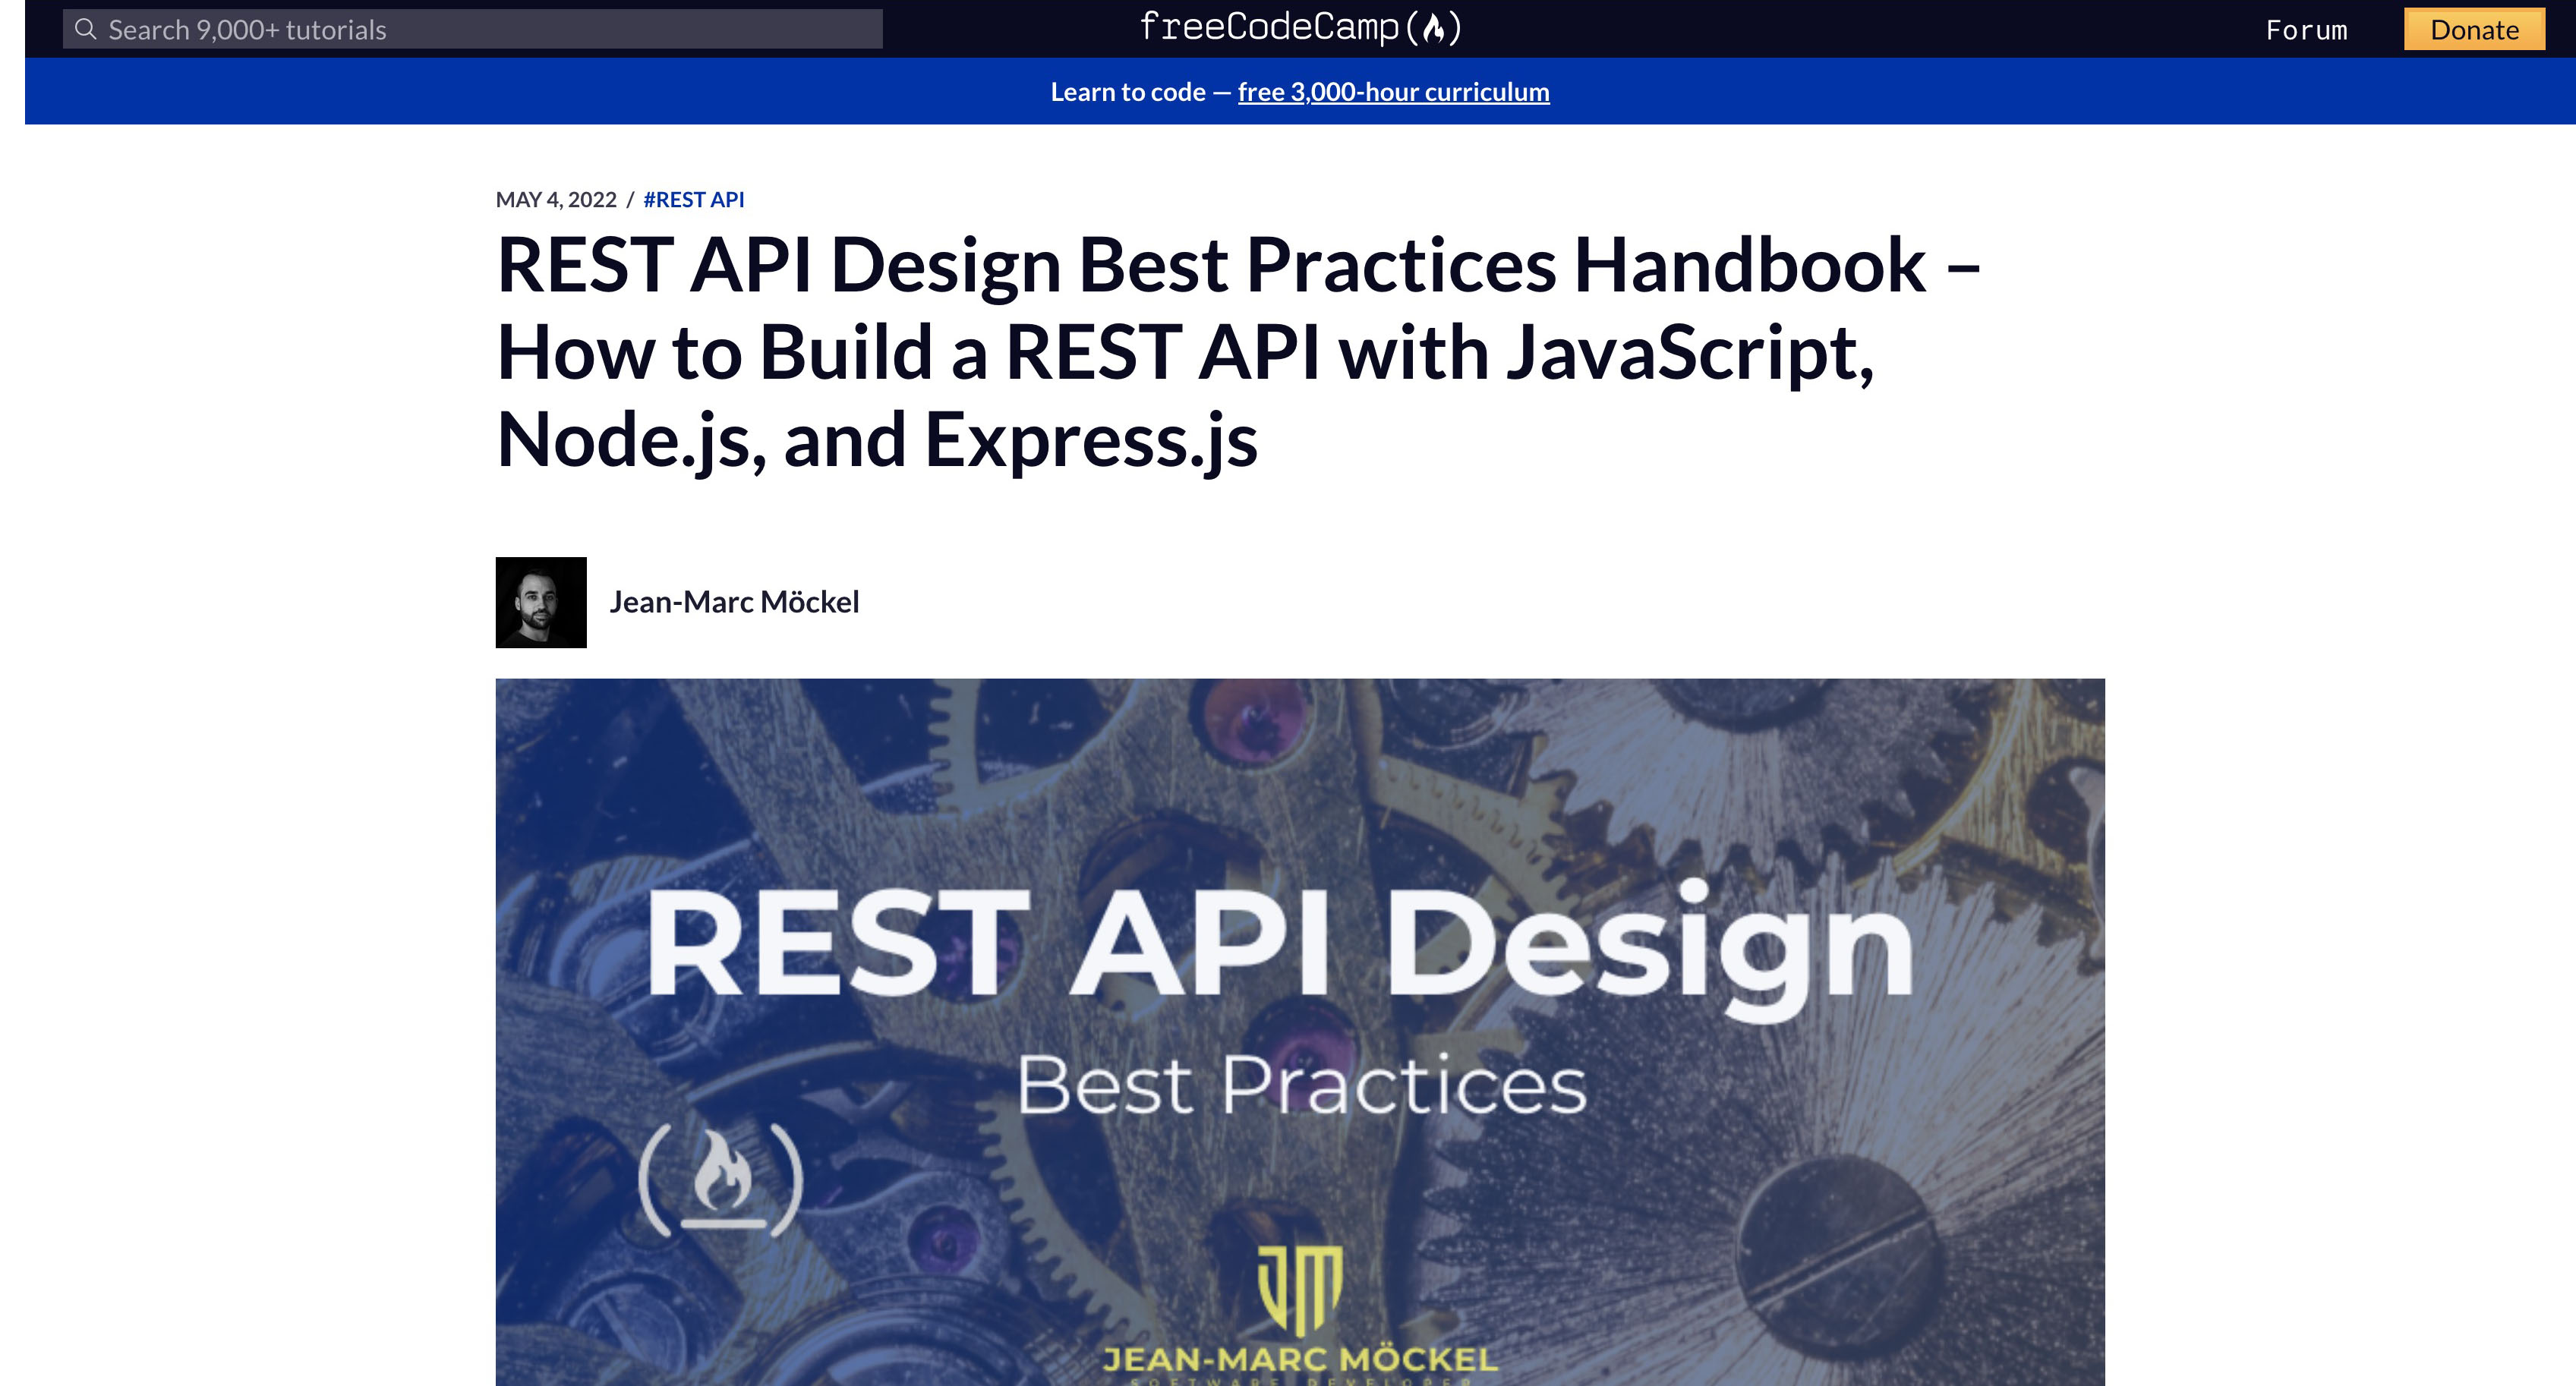 Search 9,000+ tutorials
freeCodeCamp
Forum
Donate
Learn to code — free 3,000-hour curriculum
MAY 4, 2022 / #REST API
REST API Design Best Practices Handbook –
How to Build a REST API with JavaScript,
Node.js, and Express.js
Jean-Marc Möckel
REST API Design
Best Practices
JM
JEAN-MARC MÖCKEL
SOFTWARE DEVELOPER